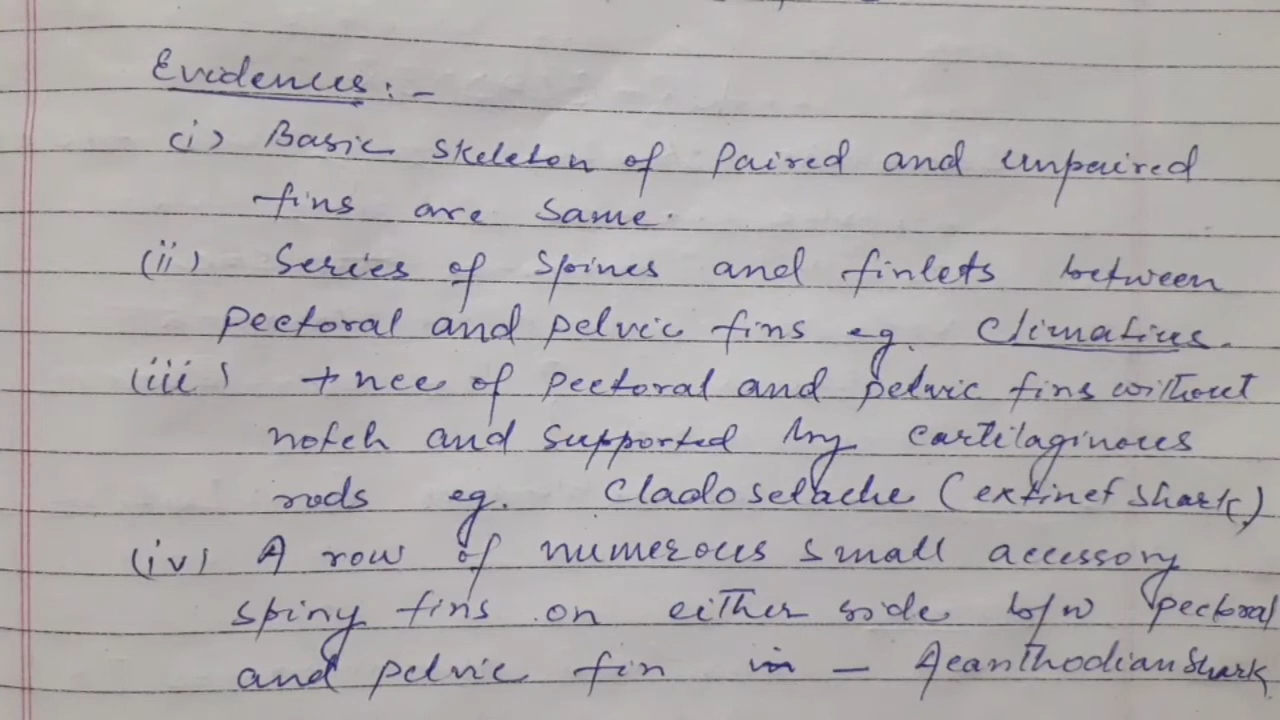 Evidences :-
(i) Basic skeleton of Paired and unpaired
fins are same.
(ii) Series of spines and finlets between
pectoral and pelvic fins eg. Climatius.
(iii) +nce of pectoral and pelvic fins without
notch and supported by cartilaginous
rods eg. Cladoselache (extinct shark)
(iv) A row of numerous small accessory
spiny fins on either side b/w pectoral
and pelvic fin in - Acanthodian Shark